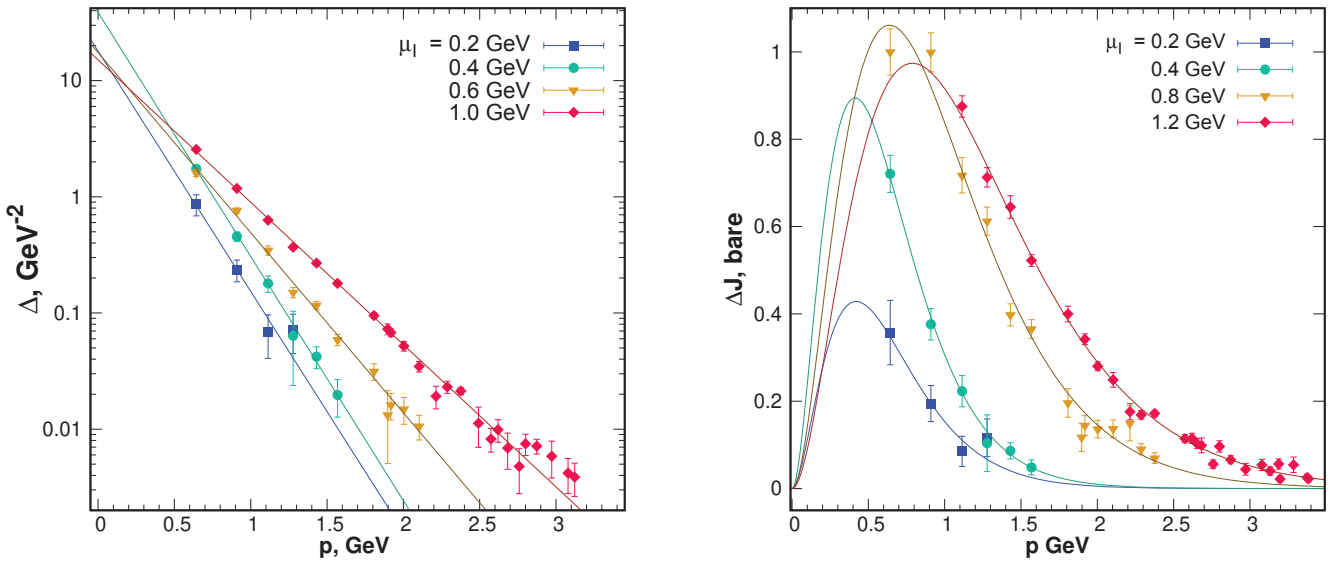 μI = 0.2 GeV
0.4 GeV
0.6 GeV
1.0 GeV
10
1
0.1
0.01
Δ, GeV-2
0 0.5 1 1.5 2 2.5 3
p, GeV
μI = 0.2 GeV
0.4 GeV
0.8 GeV
1.2 GeV
1
0.8
0.6
0.4
0.2
0
ΔJ, bare
0 0.5 1 1.5 2 2.5 3
p GeV